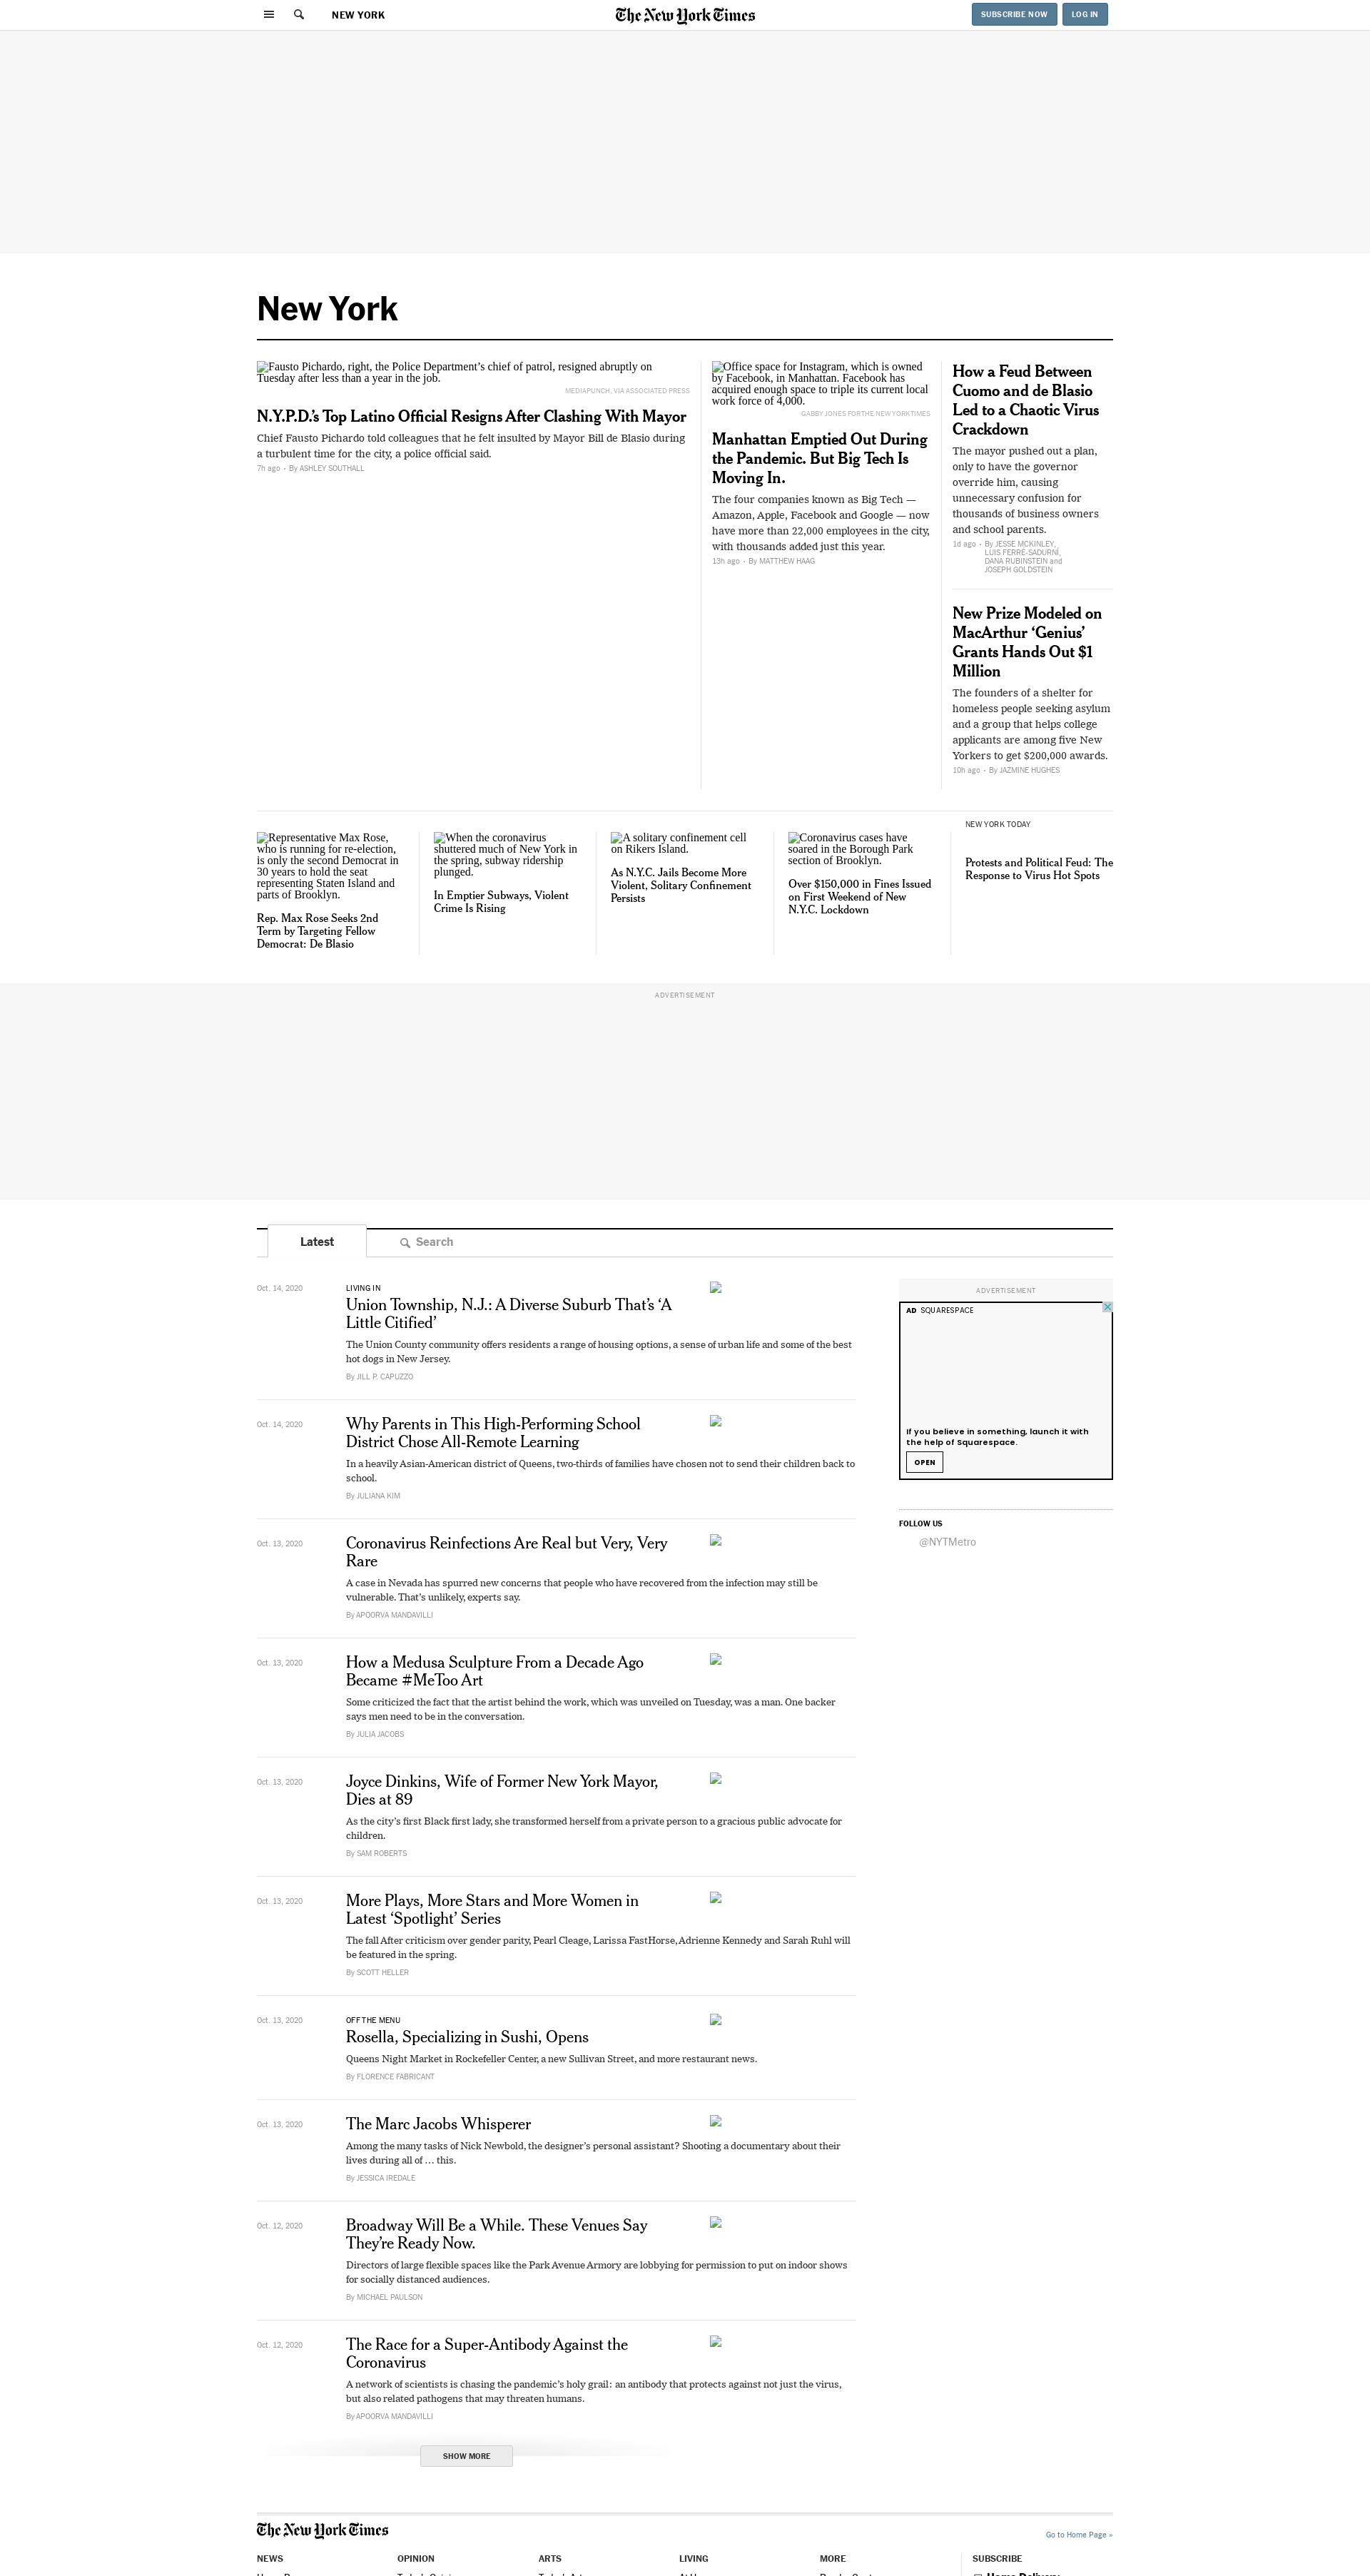 NEW YORK
The New York Times
SUBSCRIBE NOW
LOG IN
New York
Fausto Pichardo, right, the Police Department's chief of patrol, resigned abruptly on
Tuesday after less than a year in the job.
MEDIAPUNCH, VIA ASSOCIATED PRESS
N.Y.P.D.'s Top Latino Official Resigns After Clashing With Mayor
Chief Fausto Pichardo told colleagues that he felt insulted by Mayor Bill de Blasio during
a turbulent time for the city, a police official said.
7h ago • By ASHLEY SOUTHALL
Office space for Instagram, which is owned
by Facebook, in Manhattan. Facebook has
acquired enough space to triple its current local
work force of 4,000.
GABBY JONES FOR THE NEW YORK TIMES
Manhattan Emptied Out During
the Pandemic. But Big Tech Is
Moving In.
The four companies known as Big Tech —
Amazon, Apple, Facebook and Google — now
have more than 22,000 employees in the city,
with thousands added just this year.
13h ago • By MATTHEW HAAG
How a Feud Between
Cuomo and de Blasio
Led to a Chaotic Virus
Crackdown
The mayor pushed out a plan,
only to have the governor
override him, causing
unnecessary confusion for
thousands of business owners
and school parents.
1d ago • By JESSE MCKINLEY,
LUIS FERRÉ-SADURNÍ,
DANA RUBINSTEIN and
JOSEPH GOLDSTEIN
New Prize Modeled on
MacArthur ‘Genius’
Grants Hands Out $1
Million
The founders of a shelter for
homeless people seeking asylum
and a group that helps college
applicants are among five New
Yorkers to get $200,000 awards.
10h ago • By JAZMINE HUGHES
Representative Max Rose,
who is running for re-election,
is only the second Democrat in
30 years to hold the seat
representing Staten Island and
parts of Brooklyn.
Rep. Max Rose Seeks 2nd
Term by Targeting Fellow
Democrat: De Blasio
When the coronavirus
shuttered much of New York in
the spring, subway ridership
plunged.
In Emptier Subways, Violent
Crime Is Rising
A solitary confinement cell
on Rikers Island.
As N.Y.C. Jails Become More
Violent, Solitary Confinement
Persists
Coronavirus cases have
soared in the Borough Park
section of Brooklyn.
Over $150,000 in Fines Issued
on First Weekend of New
N.Y.C. Lockdown
NEW YORK TODAY
Protests and Political Feud: The
Response to Virus Hot Spots
ADVERTISEMENT
Latest
Search
Oct. 14, 2020
LIVING IN
Union Township, N.J.: A Diverse Suburb That's ‘A
Little Citified’
The Union County community offers residents a range of housing options, a sense of urban life and some of the best
hot dogs in New Jersey.
By JILL P. CAPUZZO
Oct. 14, 2020
Why Parents in This High-Performing School
District Chose All-Remote Learning
In a heavily Asian-American district of Queens, two-thirds of families have chosen not to send their children back to
school.
By JULIANA KIM
Oct. 13, 2020
Coronavirus Reinfections Are Real but Very, Very
Rare
A case in Nevada has spurred new concerns that people who have recovered from the infection may still be
vulnerable. That's unlikely, experts say.
By APOORVA MANDAVILLI
Oct. 13, 2020
How a Medusa Sculpture From a Decade Ago
Became #MeToo Art
Some criticized the fact that the artist behind the work, which was unveiled on Tuesday, was a man. One backer
says men need to be in the conversation.
By JULIA JACOBS
Oct. 13, 2020
Joyce Dinkins, Wife of Former New York Mayor,
Dies at 89
As the city's first Black first lady, she transformed herself from a private person to a gracious public advocate for
children.
By SAM ROBERTS
Oct. 13, 2020
More Plays, More Stars and More Women in
Latest ‘Spotlight’ Series
The fall After criticism over gender parity, Pearl Cleage, Larissa FastHorse, Adrienne Kennedy and Sarah Ruhl will
be featured in the spring.
By SCOTT HELLER
Oct. 13, 2020
OFF THE MENU
Rosella, Specializing in Sushi, Opens
Queens Night Market in Rockefeller Center, a new Sullivan Street, and more restaurant news.
By FLORENCE FABRICANT
Oct. 13, 2020
The Marc Jacobs Whisperer
Among the many tasks of Nick Newbold, the designer's personal assistant? Shooting a documentary about their
lives during all of … this.
By JESSICA IREDALE
Oct. 12, 2020
Broadway Will Be a While. These Venues Say
They're Ready Now.
Directors of large flexible spaces like the Park Avenue Armory are lobbying for permission to put on indoor shows
for socially distanced audiences.
By MICHAEL PAULSON
Oct. 12, 2020
The Race for a Super-Antibody Against the
Coronavirus
A network of scientists is chasing the pandemic's holy grail: an antibody that protects against not just the virus,
but also related pathogens that may threaten humans.
By APOORVA MANDAVILLI
SHOW MORE
ADVERTISEMENT
AD SQUARESPACE
If you believe in something, launch it with
the help of Squarespace.
OPEN
FOLLOW US
@NYTMetro
The New York Times
Go to Home Page »
NEWS
OPINION
ARTS
LIVING
MORE
SUBSCRIBE